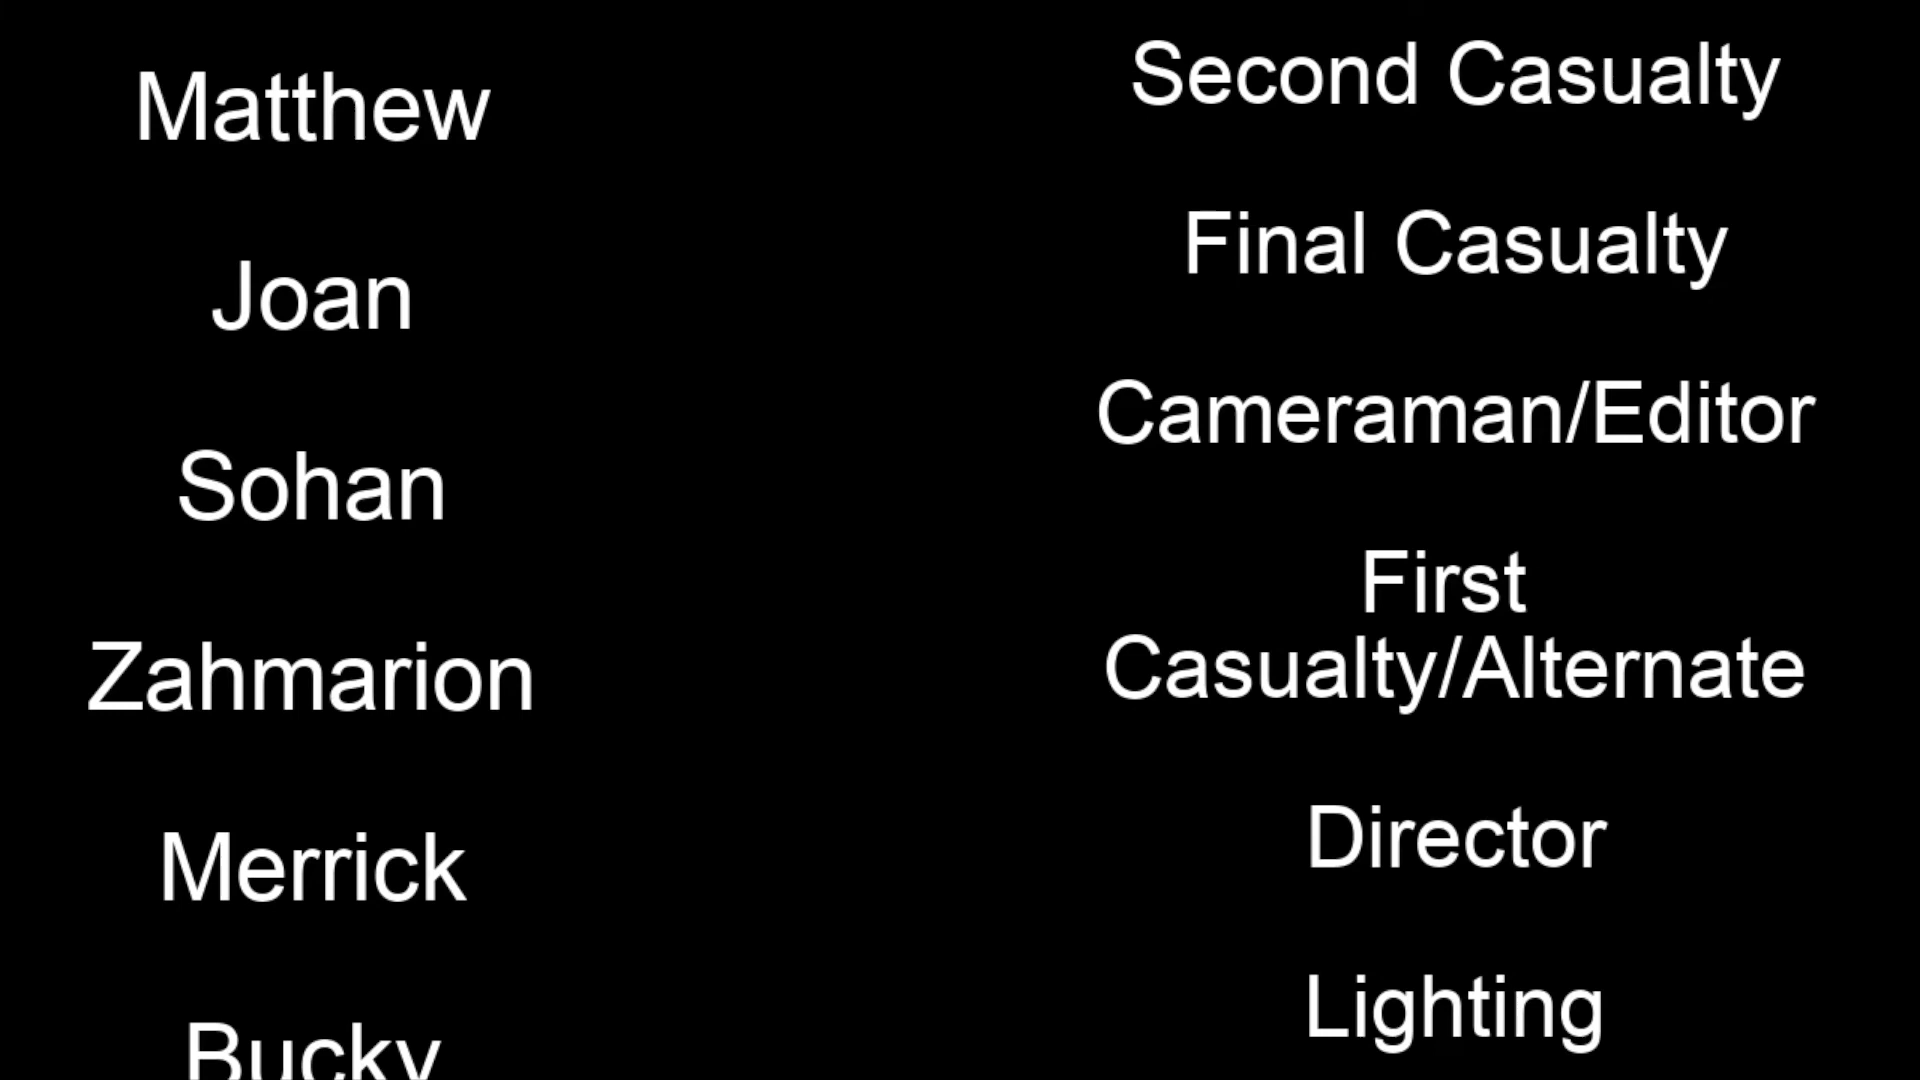 Matthew
Second Casualty
Joan
Final Casualty
Sohan
Cameraman/Editor
Zahmarion
First
Casualty/Alternate
Merrick
Director
Bucky
Lighting